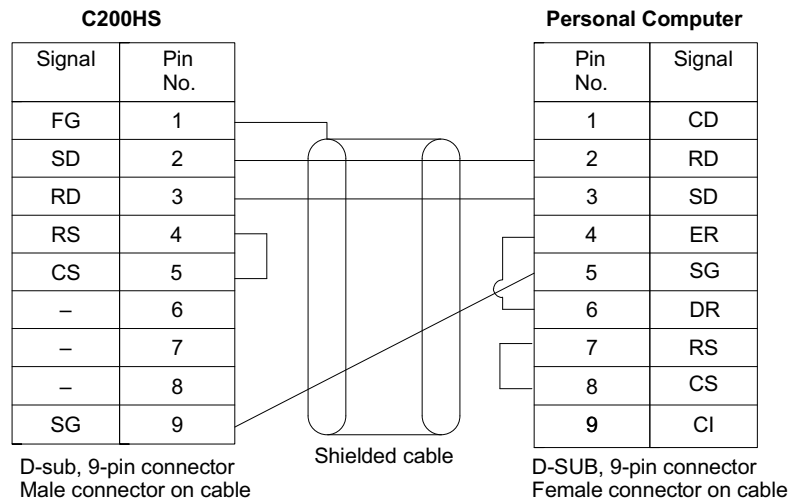 C200HS
Personal Computer
Signal Pin No. Pin No. Signal
FG 1 1 CD
SD 2 2 RD
RD 3 3 SD
RS 4 4 ER
CS 5 5 SG
– 6 6 DR
– 7 7 RS
– 8 8 CS
SG 9 9 CI
Shielded cable
D-sub, 9-pin connector
Male connector on cable
D-SUB, 9-pin connector
Female connector on cable